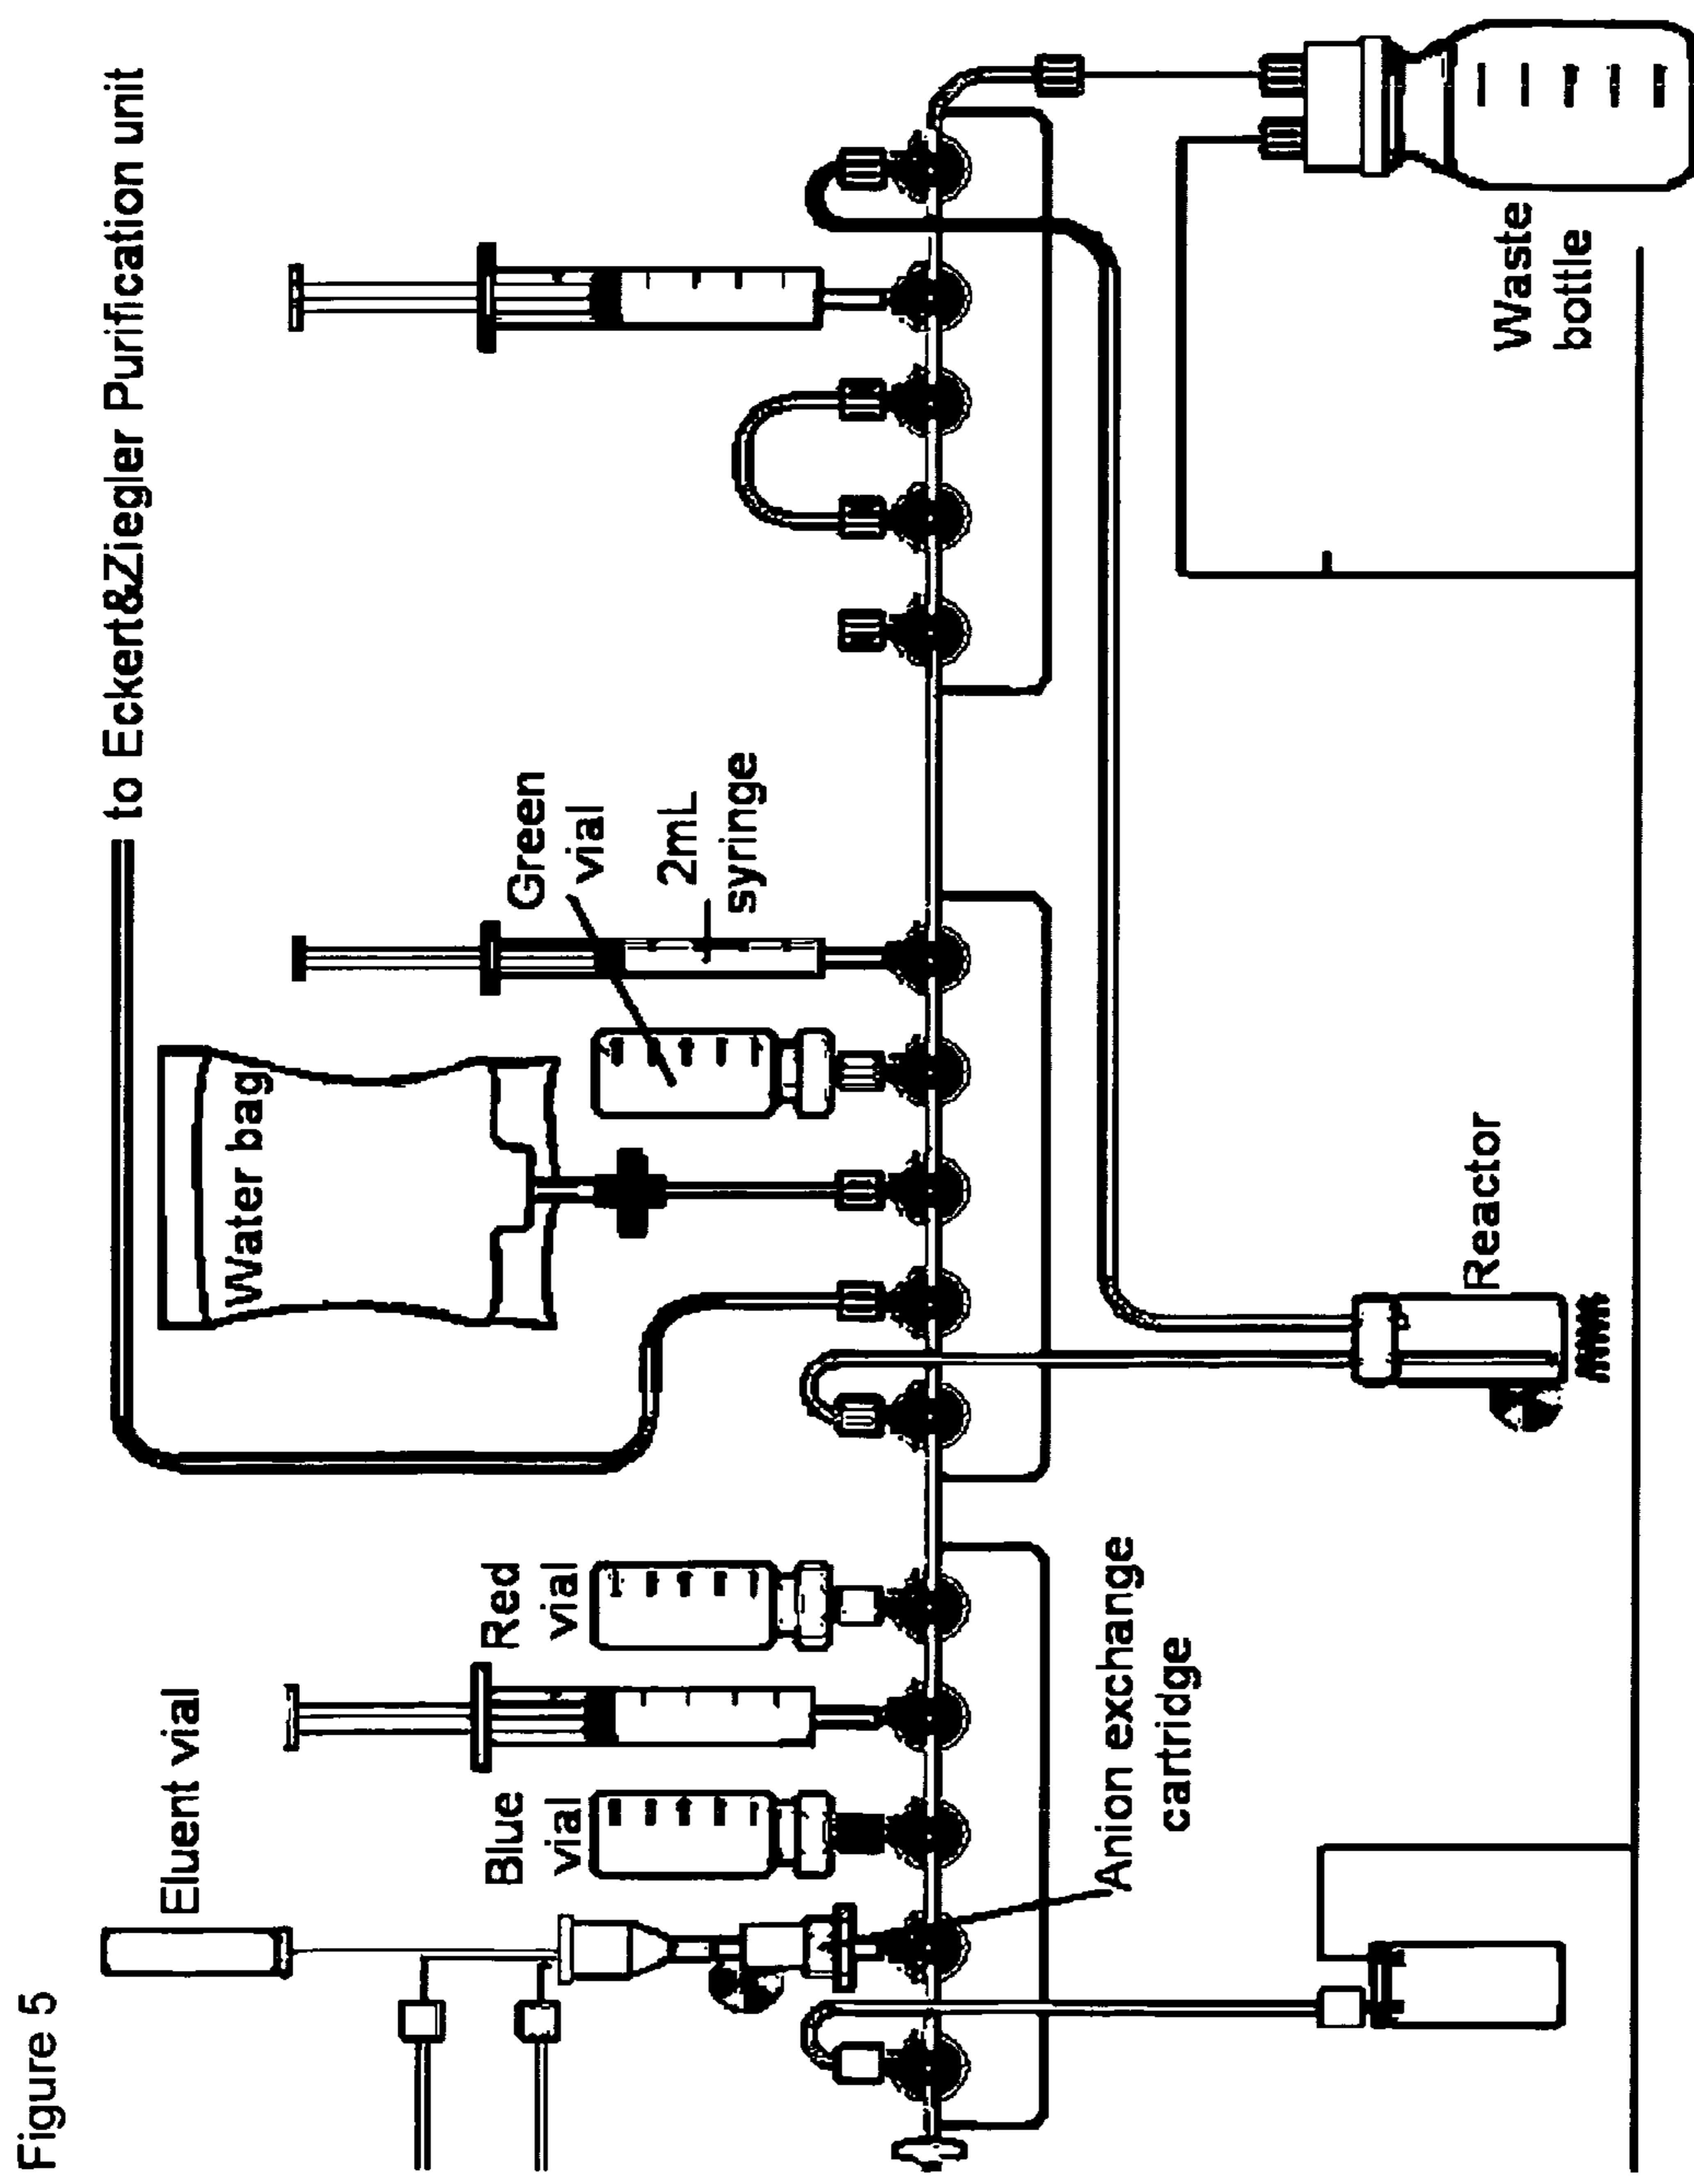 Figure 5
to Eckert&Ziegler Purification unit
Eluent vial
Water bag
Blue
vial
Red
vial
Green
vial
2mL
syringe
Anion exchange
cartridge
Reactor
Waste
bottle